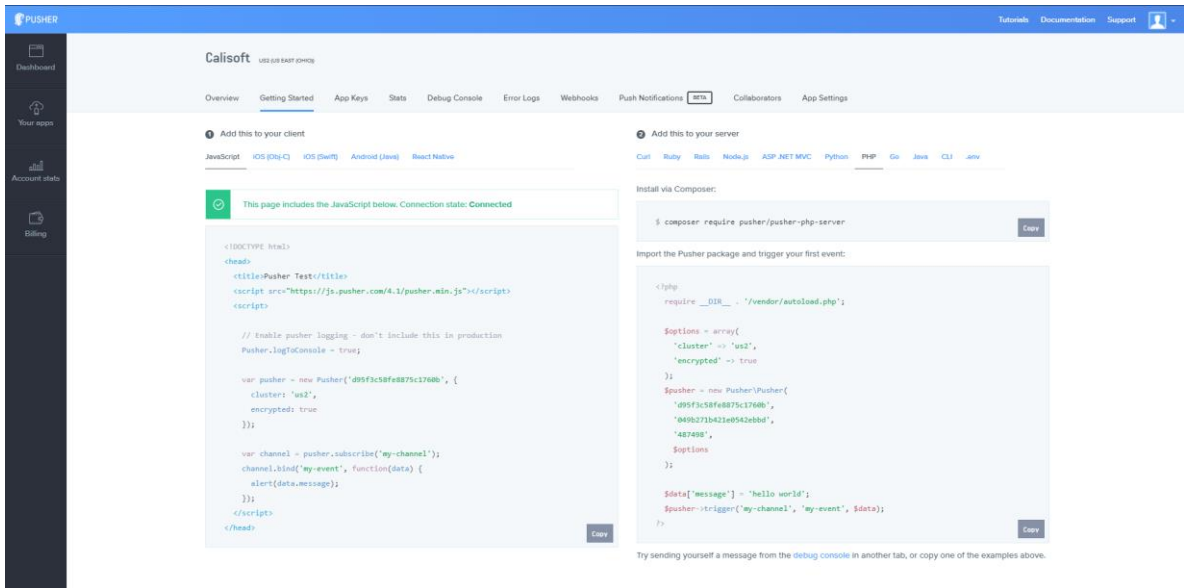 PUSHER
Tutorials Documentation Support
Dashboard
Your apps
Account stats
Billing
Calisoft US2 (US EAST (OHIO))
Overview Getting Started App Keys Stats Debug Console Error Logs Webhooks Push Notifications BETA Collaborators App Settings
1 Add this to your client
JavaScript iOS (Obj-C) iOS (Swift) Android (Java) React Native
This page includes the JavaScript below. Connection state: Connected
<!DOCTYPE html>
<head>
<title>Pusher Test</title>
<script src="https://js.pusher.com/4.1/pusher.min.js"></script>
<script>
// Enable pusher logging - don't include this in production
Pusher.logToConsole = true;
var pusher = new Pusher('d95f3c58fe8875c1760b', {
cluster: 'us2',
encrypted: true
});
var channel = pusher.subscribe('my-channel');
channel.bind('my-event', function(data) {
alert(data.message);
});
</script>
</head>
Copy
2 Add this to your server
Curl Ruby Rails Node.js ASP .NET MVC Python PHP Go Java CLI .env
Install via Composer:
$ composer require pusher/pusher-php-server
Copy
Import the Pusher package and trigger your first event:
<?php
require __DIR__ . '/vendor/autoload.php';
$options = array(
'cluster' => 'us2',
'encrypted' => true
);
$pusher = new Pusher\Pusher(
'd95f3c58fe8875c1760b',
'049b271b421e0542ebbd',
'487498',
$options
);
$data['message'] = 'hello world';
$pusher->trigger('my-channel', 'my-event', $data);
?>
Copy
Try sending yourself a message from the debug console in another tab, or copy one of the examples above.